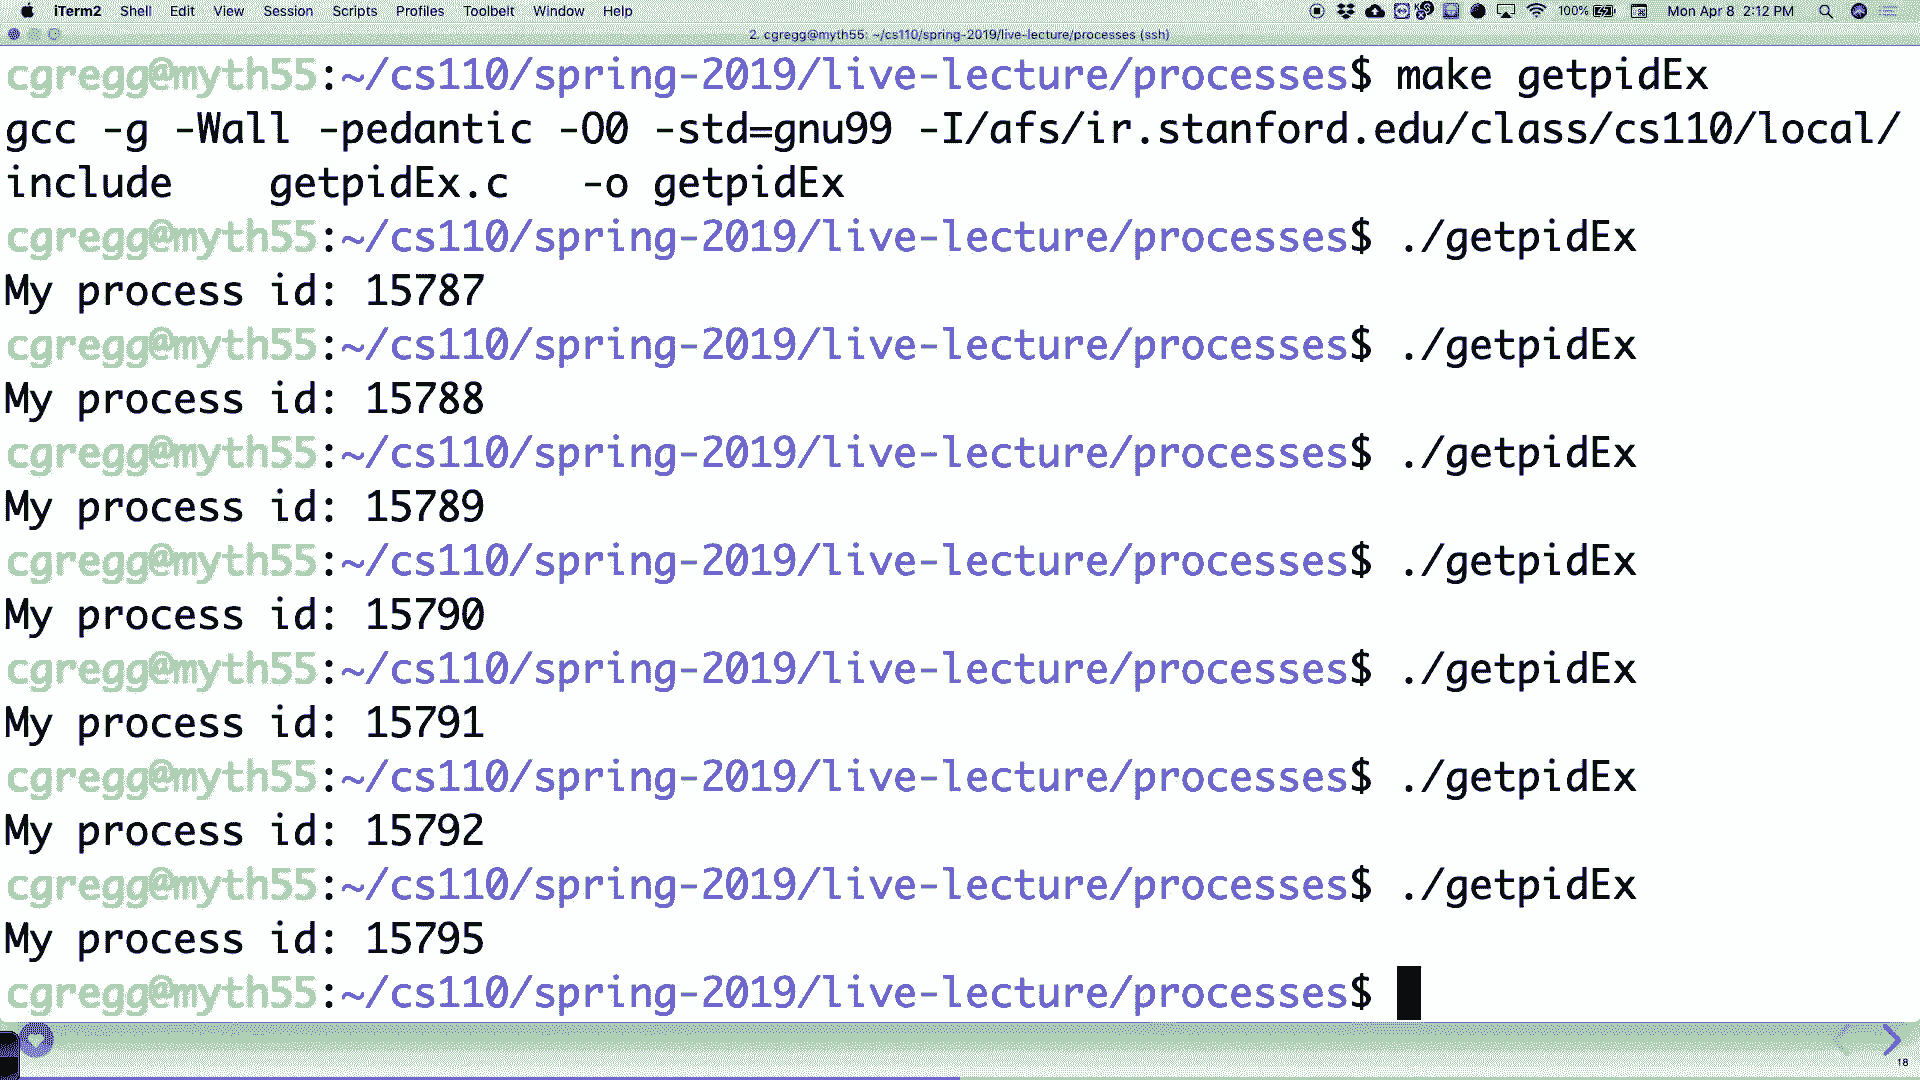 iTerm2 Shell Edit View Session Scripts Profiles Toolbelt Window Help 100% Mon Apr 8 2:12 PM
2. cgregg@myth55: ~/cs110/spring-2019/live-lecture/processes (ssh)
cgregg@myth55:~/cs110/spring-2019/live-lecture/processes$ make getpidEx
gcc -g -Wall -pedantic -O0 -std=gnu99 -I/afs/ir.stanford.edu/class/cs110/local/
include    getpidEx.c   -o getpidEx
cgregg@myth55:~/cs110/spring-2019/live-lecture/processes$ ./getpidEx
My process id: 15787
cgregg@myth55:~/cs110/spring-2019/live-lecture/processes$ ./getpidEx
My process id: 15788
cgregg@myth55:~/cs110/spring-2019/live-lecture/processes$ ./getpidEx
My process id: 15789
cgregg@myth55:~/cs110/spring-2019/live-lecture/processes$ ./getpidEx
My process id: 15790
cgregg@myth55:~/cs110/spring-2019/live-lecture/processes$ ./getpidEx
My process id: 15791
cgregg@myth55:~/cs110/spring-2019/live-lecture/processes$ ./getpidEx
My process id: 15792
cgregg@myth55:~/cs110/spring-2019/live-lecture/processes$ ./getpidEx
My process id: 15795
cgregg@myth55:~/cs110/spring-2019/live-lecture/processes$
18